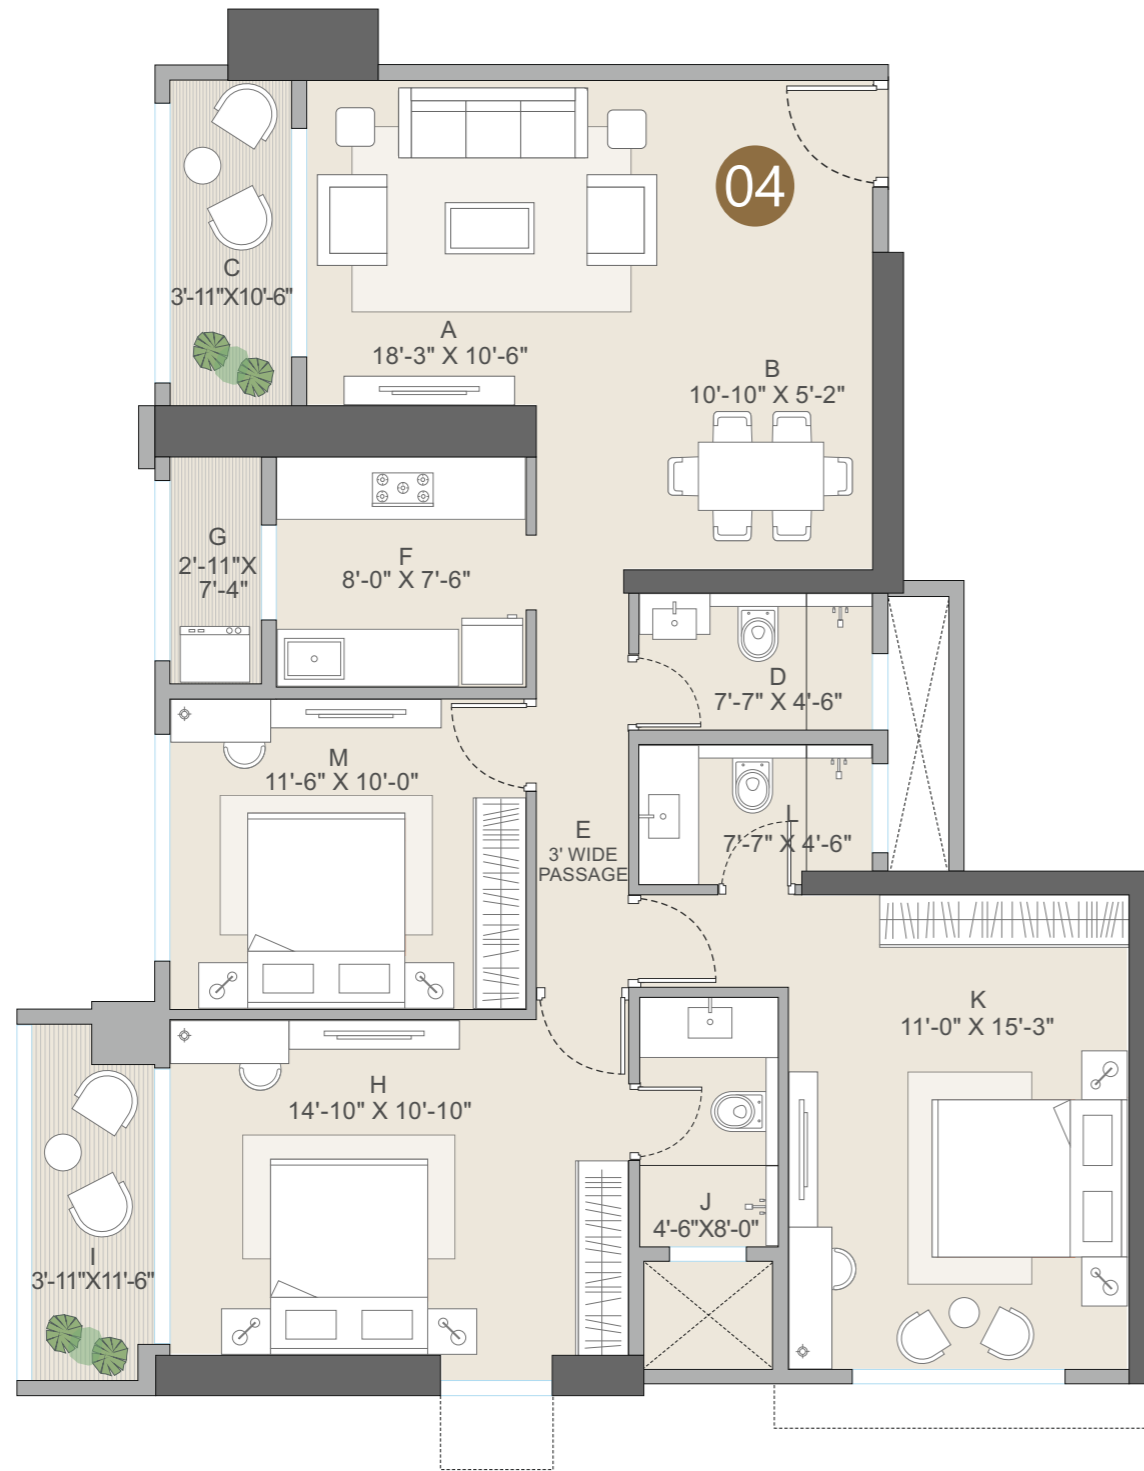 04
C
3'-11"X10'-6"
A
18'-3" X 10'-6"
B
10'-10" X 5'-2"
G
2'-11"X
7'-4"
F
8'-0" X 7'-6"
D
7'-7" X 4'-6"
M
11'-6" X 10'-0"
L
7'-7" X 4'-6"
E
3' WIDE
PASSAGE
K
11'-0" X 15'-3"
H
14'-10" X 10'-10"
J
4'-6"X8'-0"
I
3'-11"X11'-6"